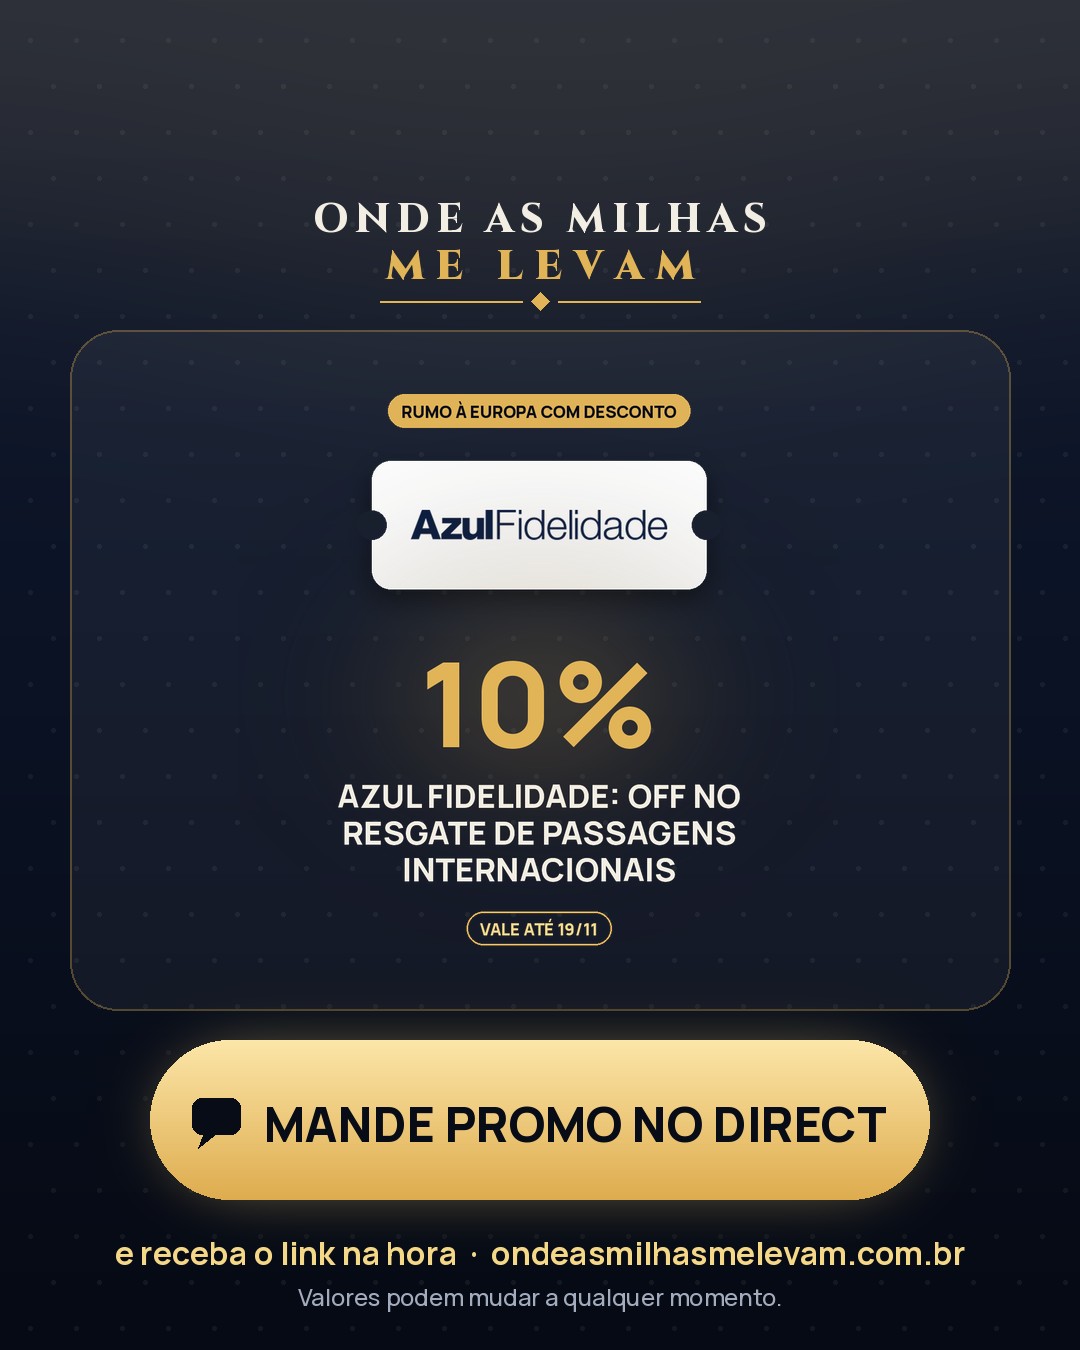 ONDE AS MILHAS
ME LEVAM
RUMO À EUROPA COM DESCONTO
AzulFidelidade
10%
AZUL FIDELIDADE: OFF NO
RESGATE DE PASSAGENS
INTERNACIONAIS
VALE ATÉ 19/11
MANDE PROMO NO DIRECT
e receba o link na hora · ondeasmilhasmelevam.com.br
Valores podem mudar a qualquer momento.